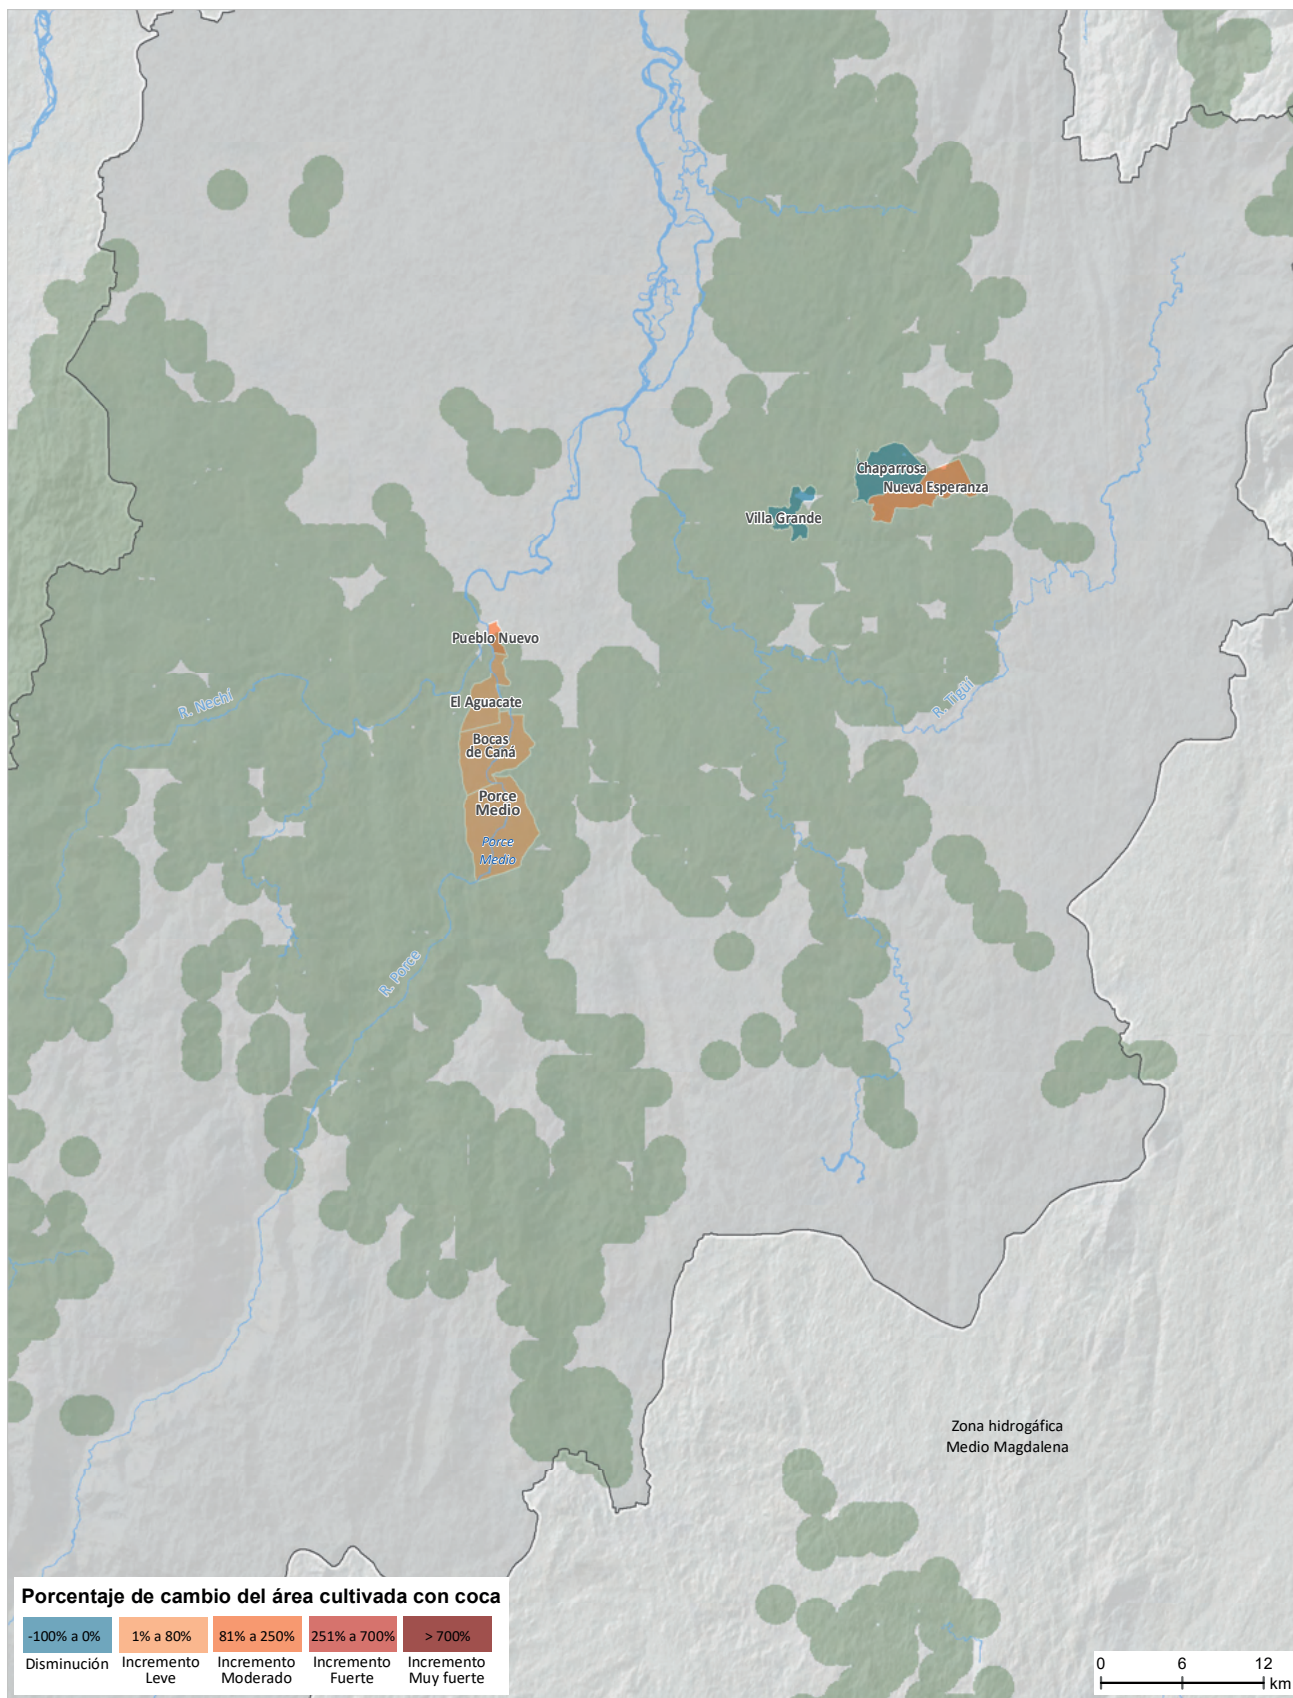 Chaparrosa
Nueva Esperanza
Villa Grande
Pueblo Nuevo
R. Nechí
El Aguacate
R. Tigüí
Bocas
de Caná
Porce
Medio
Porce
Medio
R. Porce
Zona hidrogáfica
Medio Magdalena
Porcentaje de cambio del área cultivada con coca
-100% a 0%
1% a 80%
81% a 250%
251% a 700%
> 700%
Disminución
Incremento
Leve
Incremento
Moderado
Incremento
Fuerte
Incremento
Muy fuerte
0 6 12
km